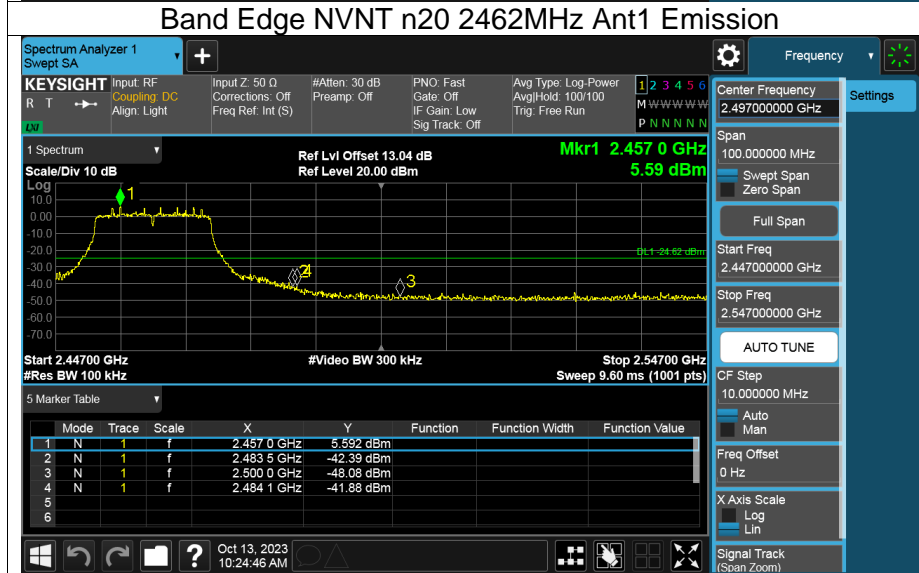 Band Edge NVNT n20 2462MHz Ant1 Emission
Spectrum Analyzer 1
Swept SA
+
Frequency
KEYSIGHT
R T
LXI
Input: RF
Coupling: DC
Align: Light
Input Z: 50 Ω
Corrections: Off
Freq Ref: Int (S)
#Atten: 30 dB
Preamp: Off
PNO: Fast
Gate: Off
IF Gain: Low
Sig Track: Off
Avg Type: Log-Power
Avg|Hold: 100/100
Trig: Free Run
1 2 3 4 5 6
M W W W W W
P N N N N N
1 Spectrum
Scale/Div 10 dB
Ref Lvl Offset 13.04 dB
Ref Level 20.00 dBm
Mkr1 2.457 0 GHz
5.59 dBm
Log
10.0
0.00
-10.0
-20.0
-30.0
-40.0
-50.0
-60.0
-70.0
1
2
4
3
DL1 -24.62 dBm
Start 2.44700 GHz
#Res BW 100 kHz
#Video BW 300 kHz
Stop 2.54700 GHz
Sweep 9.60 ms (1001 pts)
5 Marker Table
Mode Trace Scale X Y Function Function Width Function Value
1 N 1 f 2.457 0 GHz 5.592 dBm
2 N 1 f 2.483 5 GHz -42.39 dBm
3 N 1 f 2.500 0 GHz -48.08 dBm
4 N 1 f 2.484 1 GHz -41.88 dBm
5
6
?
Oct 13, 2023
10:24:46 AM
Center Frequency
2.497000000 GHz
Settings
Span
100.000000 MHz
Swept Span
Zero Span
Full Span
Start Freq
2.447000000 GHz
Stop Freq
2.547000000 GHz
AUTO TUNE
CF Step
10.000000 MHz
Auto
Man
Freq Offset
0 Hz
X Axis Scale
Log
Lin
Signal Track
(Span Zoom)